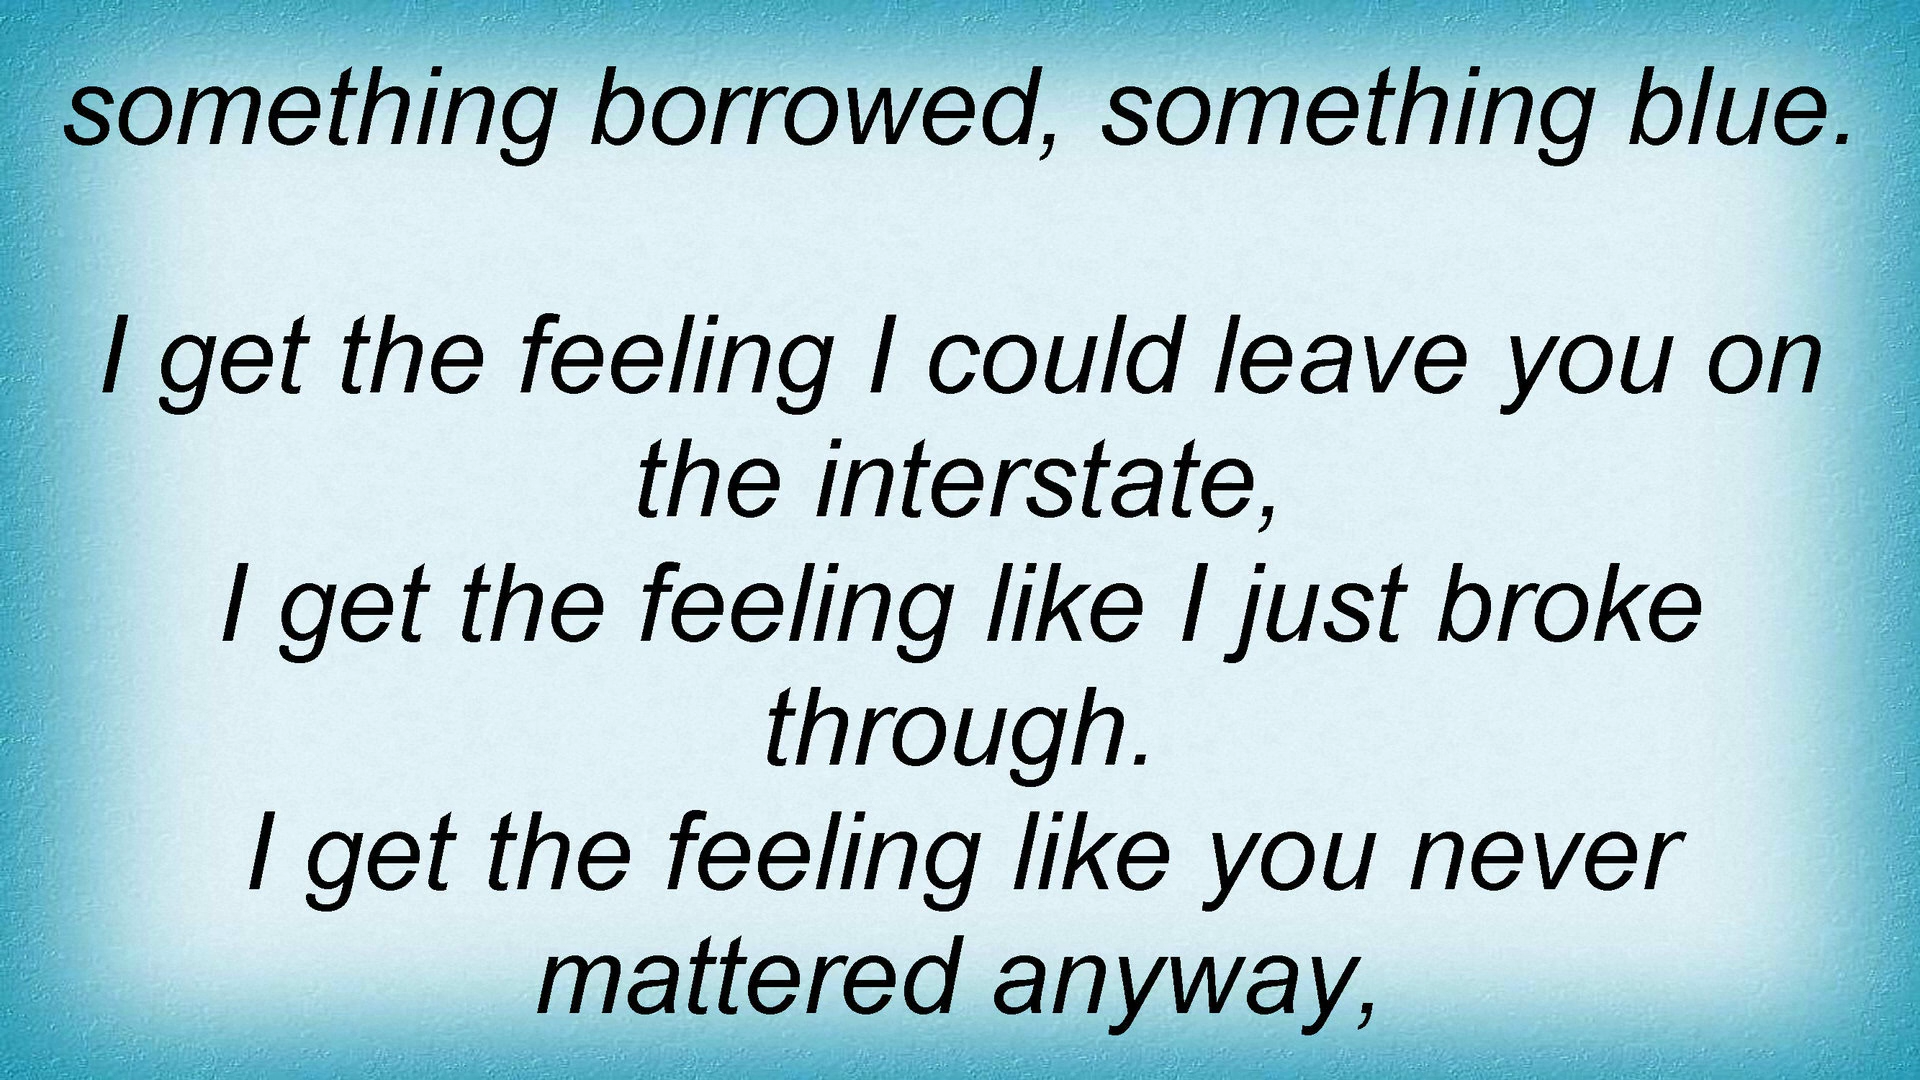 something borrowed, something blue.
I get the feeling I could leave you on
the interstate,
I get the feeling like I just broke
through.
I get the feeling like you never
mattered anyway,